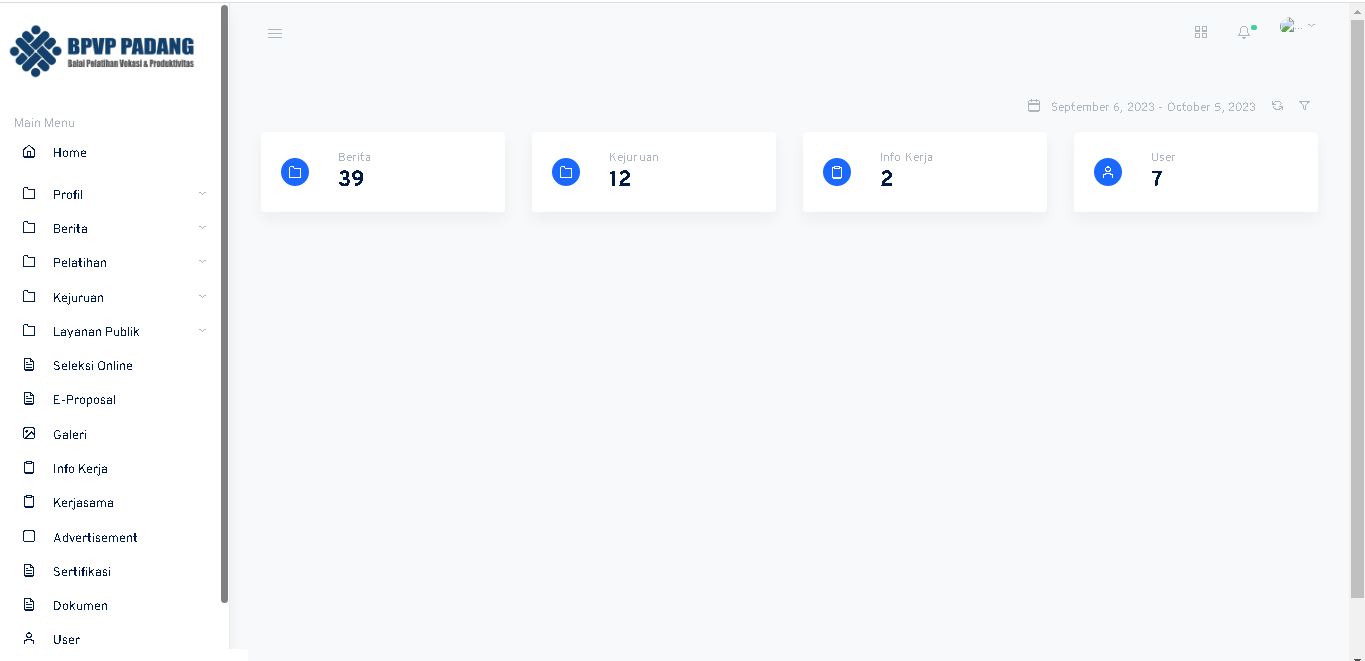 BPVP PADANG
Balai Pelatihan Vokasi & Produktivitas
Main Menu
Home
Profil
Berita
Pelatihan
Kejuruan
Layanan Publik
Seleksi Online
E-Proposal
Galeri
Info Kerja
Kerjasama
Advertisement
Sertifikasi
Dokumen
User
...
September 6, 2023 - October 5, 2023
Berita
39
Kejuruan
12
Info Kerja
2
User
7